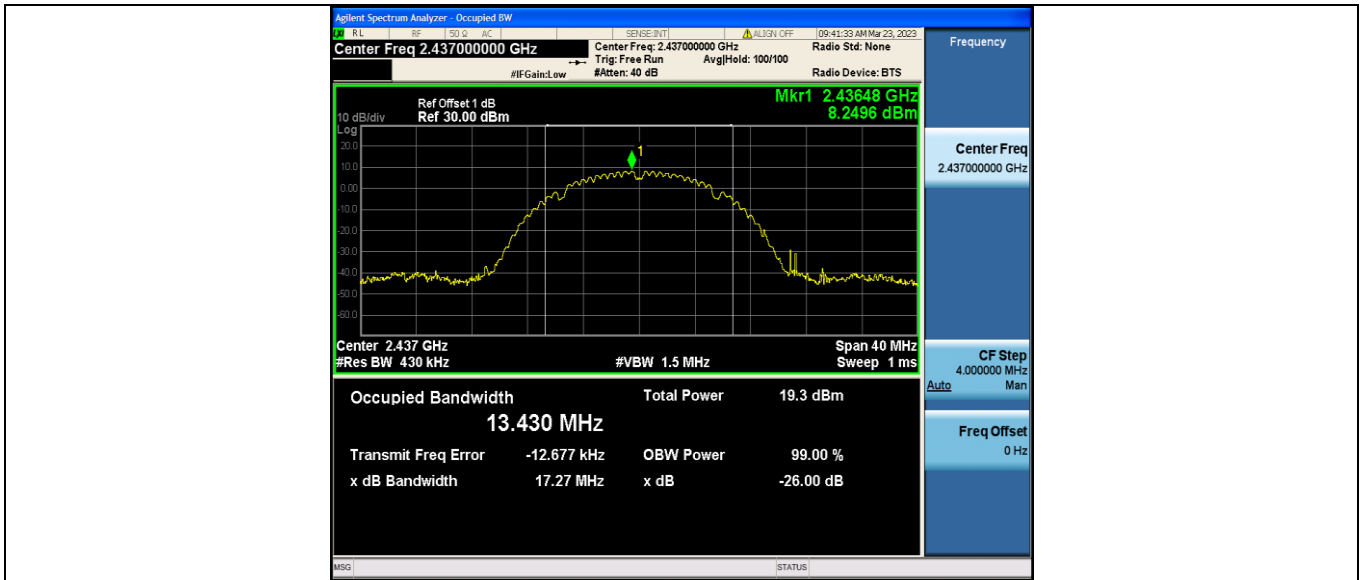 Agilent Spectrum Analyzer - Occupied BW
RL RF 50 Ω AC SENSE:INT ALIGN OFF 09:41:33 AM Mar 23, 2023
Center Freq 2.437000000 GHz
Center Freq: 2.437000000 GHz
Radio Std: None
Trig: Free Run Avg|Hold: 100/100
#IFGain:Low
#Atten: 40 dB
Radio Device: BTS
Mkr1 2.43648 GHz
8.2496 dBm
Ref Offset 1 dB
10 dB/div Ref 30.00 dBm
Log
20.0
10.0
0.00
-10.0
-20.0
-30.0
-40.0
-50.0
-60.0
1
Center 2.437 GHz Span 40 MHz
#Res BW 430 kHz #VBW 1.5 MHz Sweep 1 ms
Occupied Bandwidth Total Power 19.3 dBm
13.430 MHz
Transmit Freq Error -12.677 kHz OBW Power 99.00 %
x dB Bandwidth 17.27 MHz x dB -26.00 dB
Frequency
Center Freq
2.437000000 GHz
CF Step
4.000000 MHz
Auto Man
Freq Offset
0 Hz
MSG STATUS